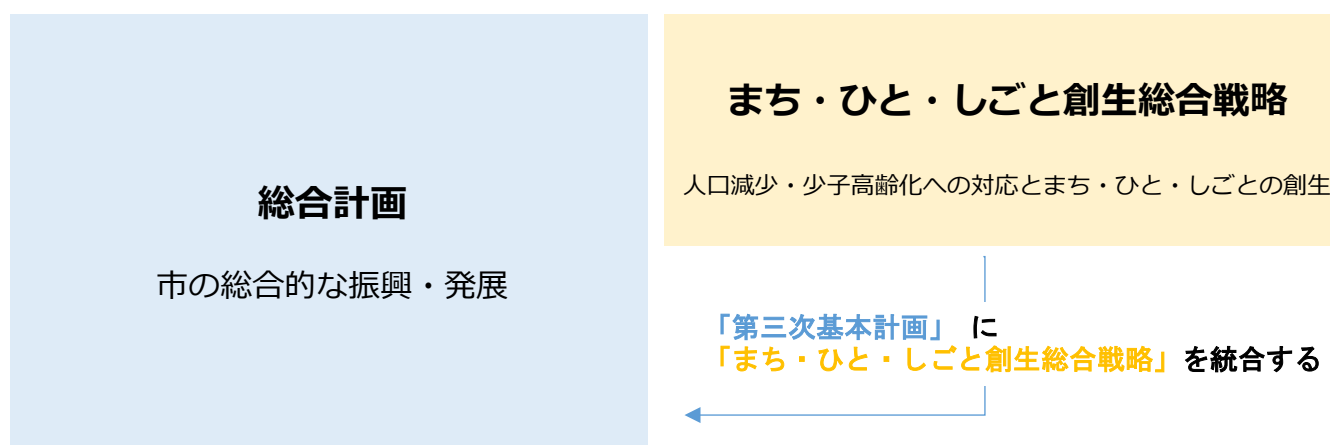 総合計画
市の総合的な振興・発展
まち・ひと・しごと創生総合戦略
人口減少・少子高齢化への対応とまち・ひと・しごとの創生
「第三次基本計画」 に
「まち・ひと・しごと創生総合戦略」を統合する